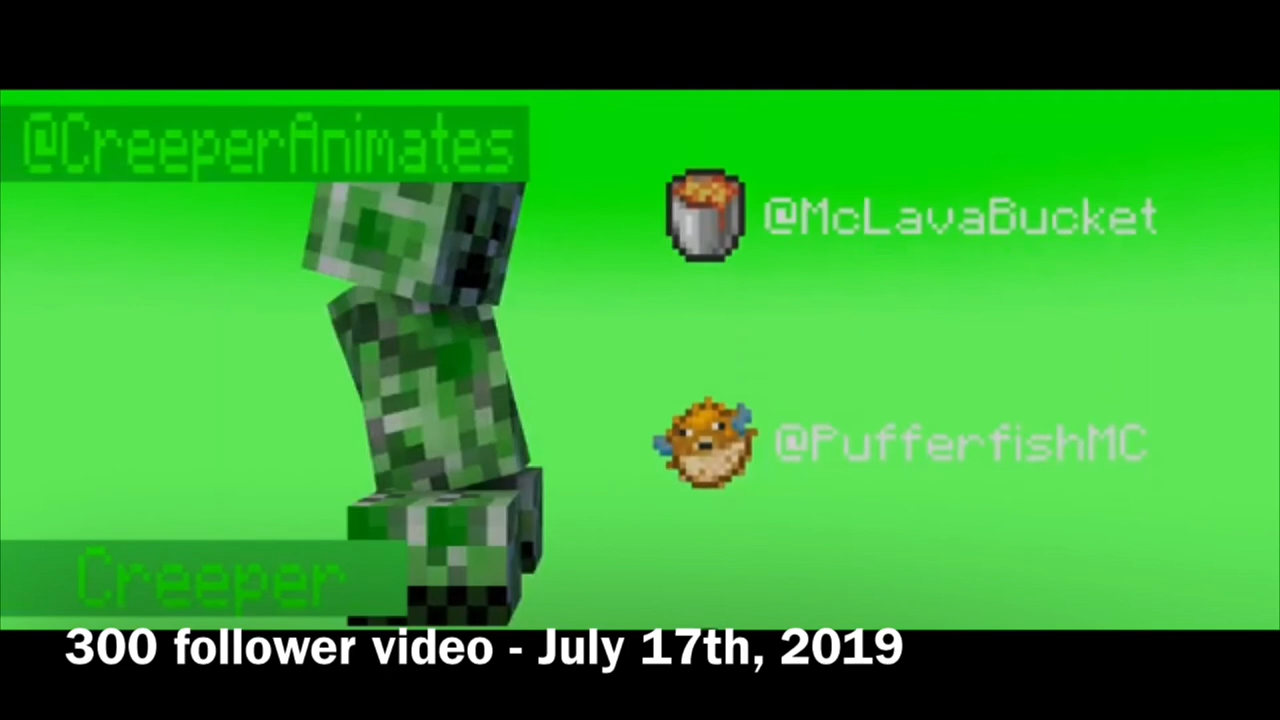 @CreeperAnimates
@McLavaBucket
@PufferfishMC
Creeper
300 follower video - July 17th, 2019